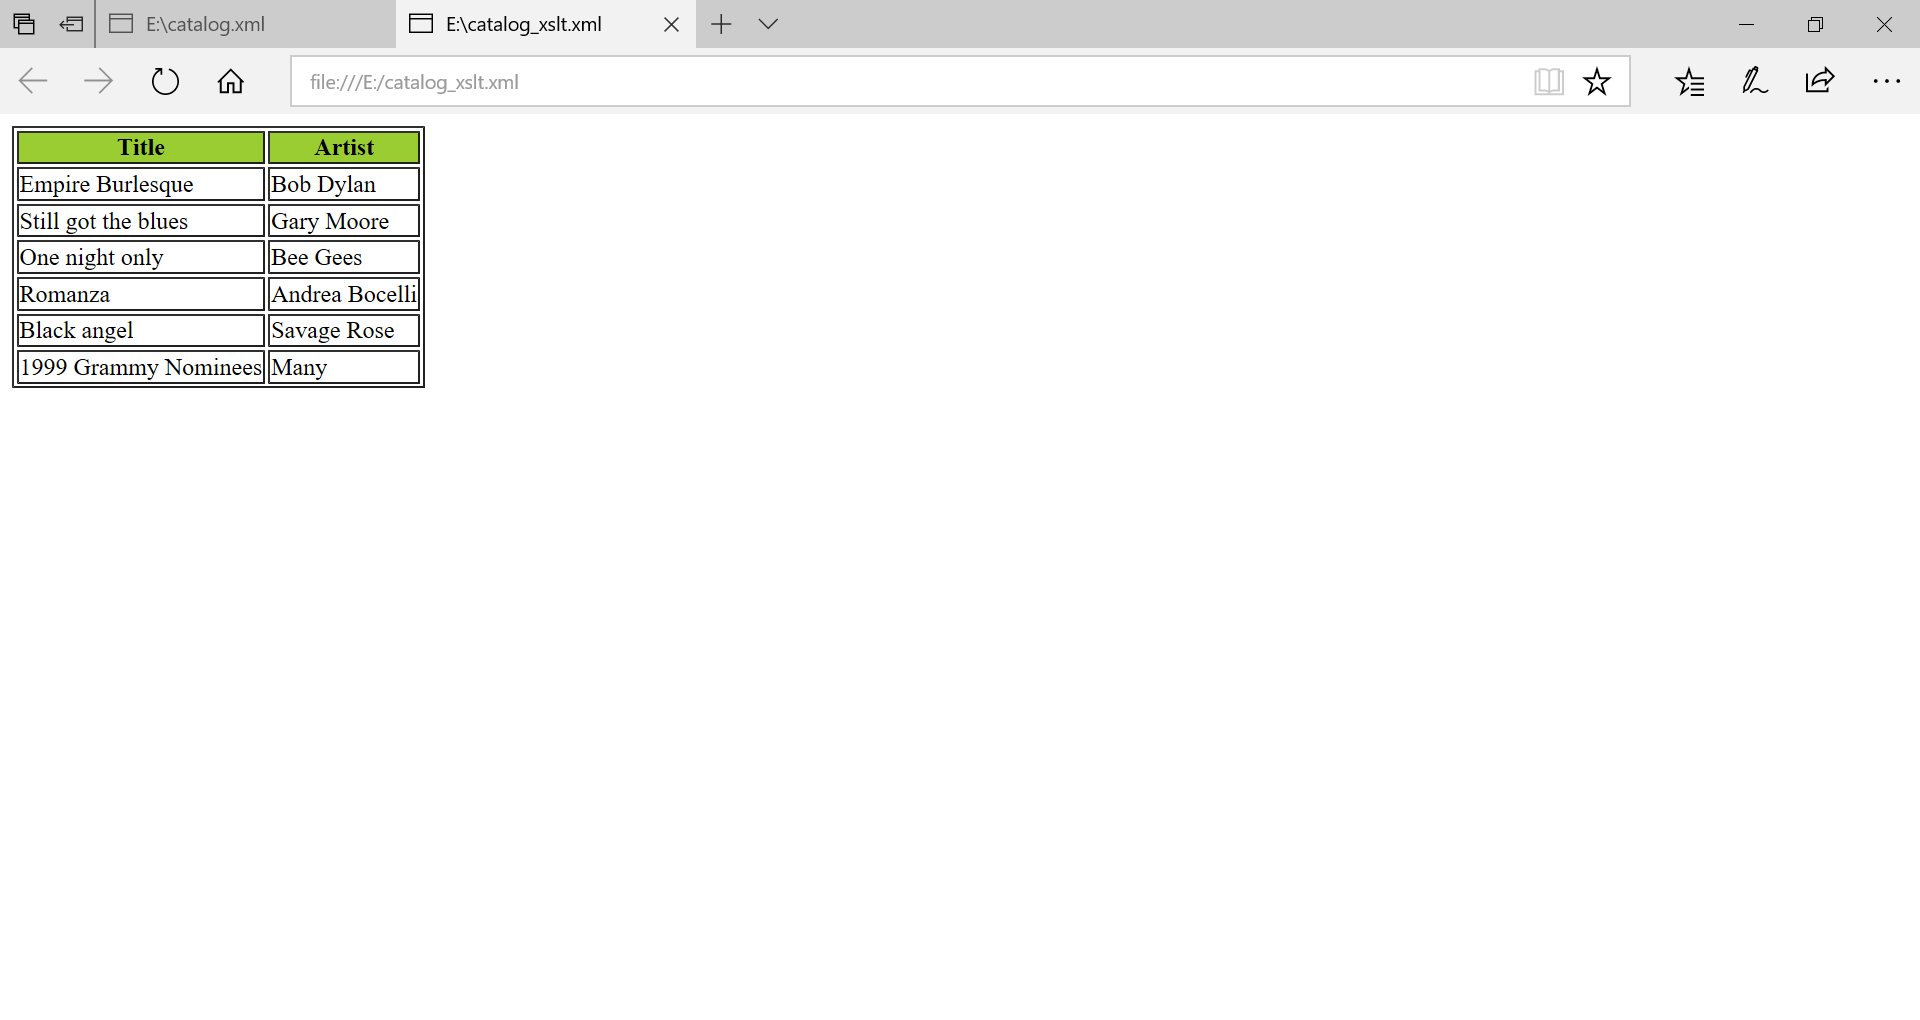 E:\catalog.xml
E:\catalog_xslt.xml
file:///E:/catalog_xslt.xml
Title Artist
Empire Burlesque Bob Dylan
Still got the blues Gary Moore
One night only Bee Gees
Romanza Andrea Bocelli
Black angel Savage Rose
1999 Grammy Nominees Many